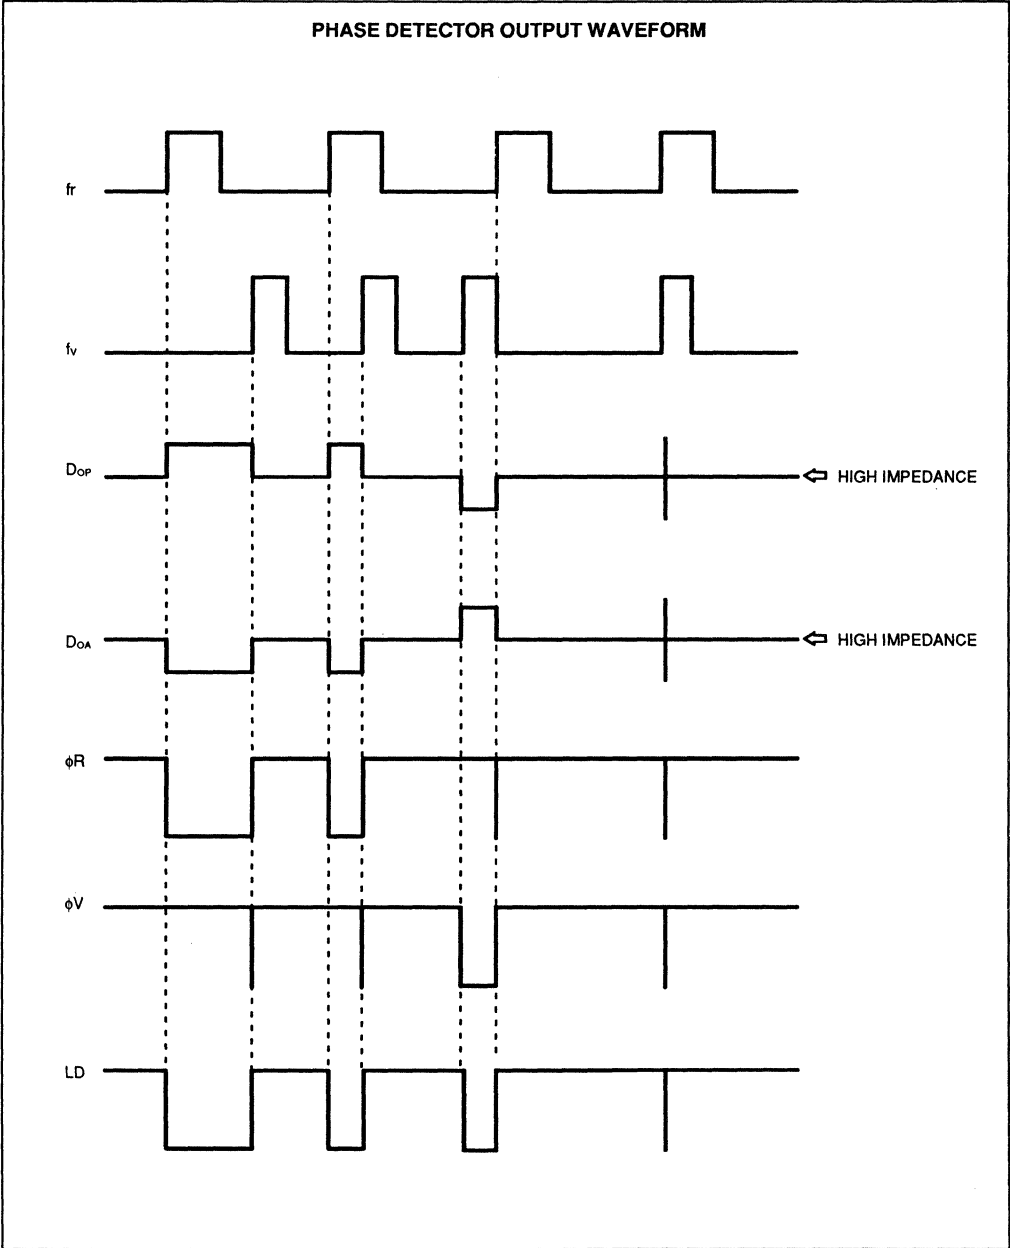 PHASE DETECTOR OUTPUT WAVEFORM
fr
fv
DOP
HIGH IMPEDANCE
DOA
HIGH IMPEDANCE
ϕR
ϕV
LD